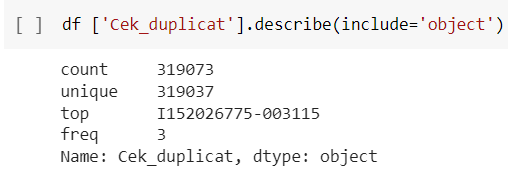 [ ] df ['Cek_duplicat'].describe(include='object')
count 319073
unique 319037
top I152026775-003115
freq 3
Name: Cek_duplicat, dtype: object